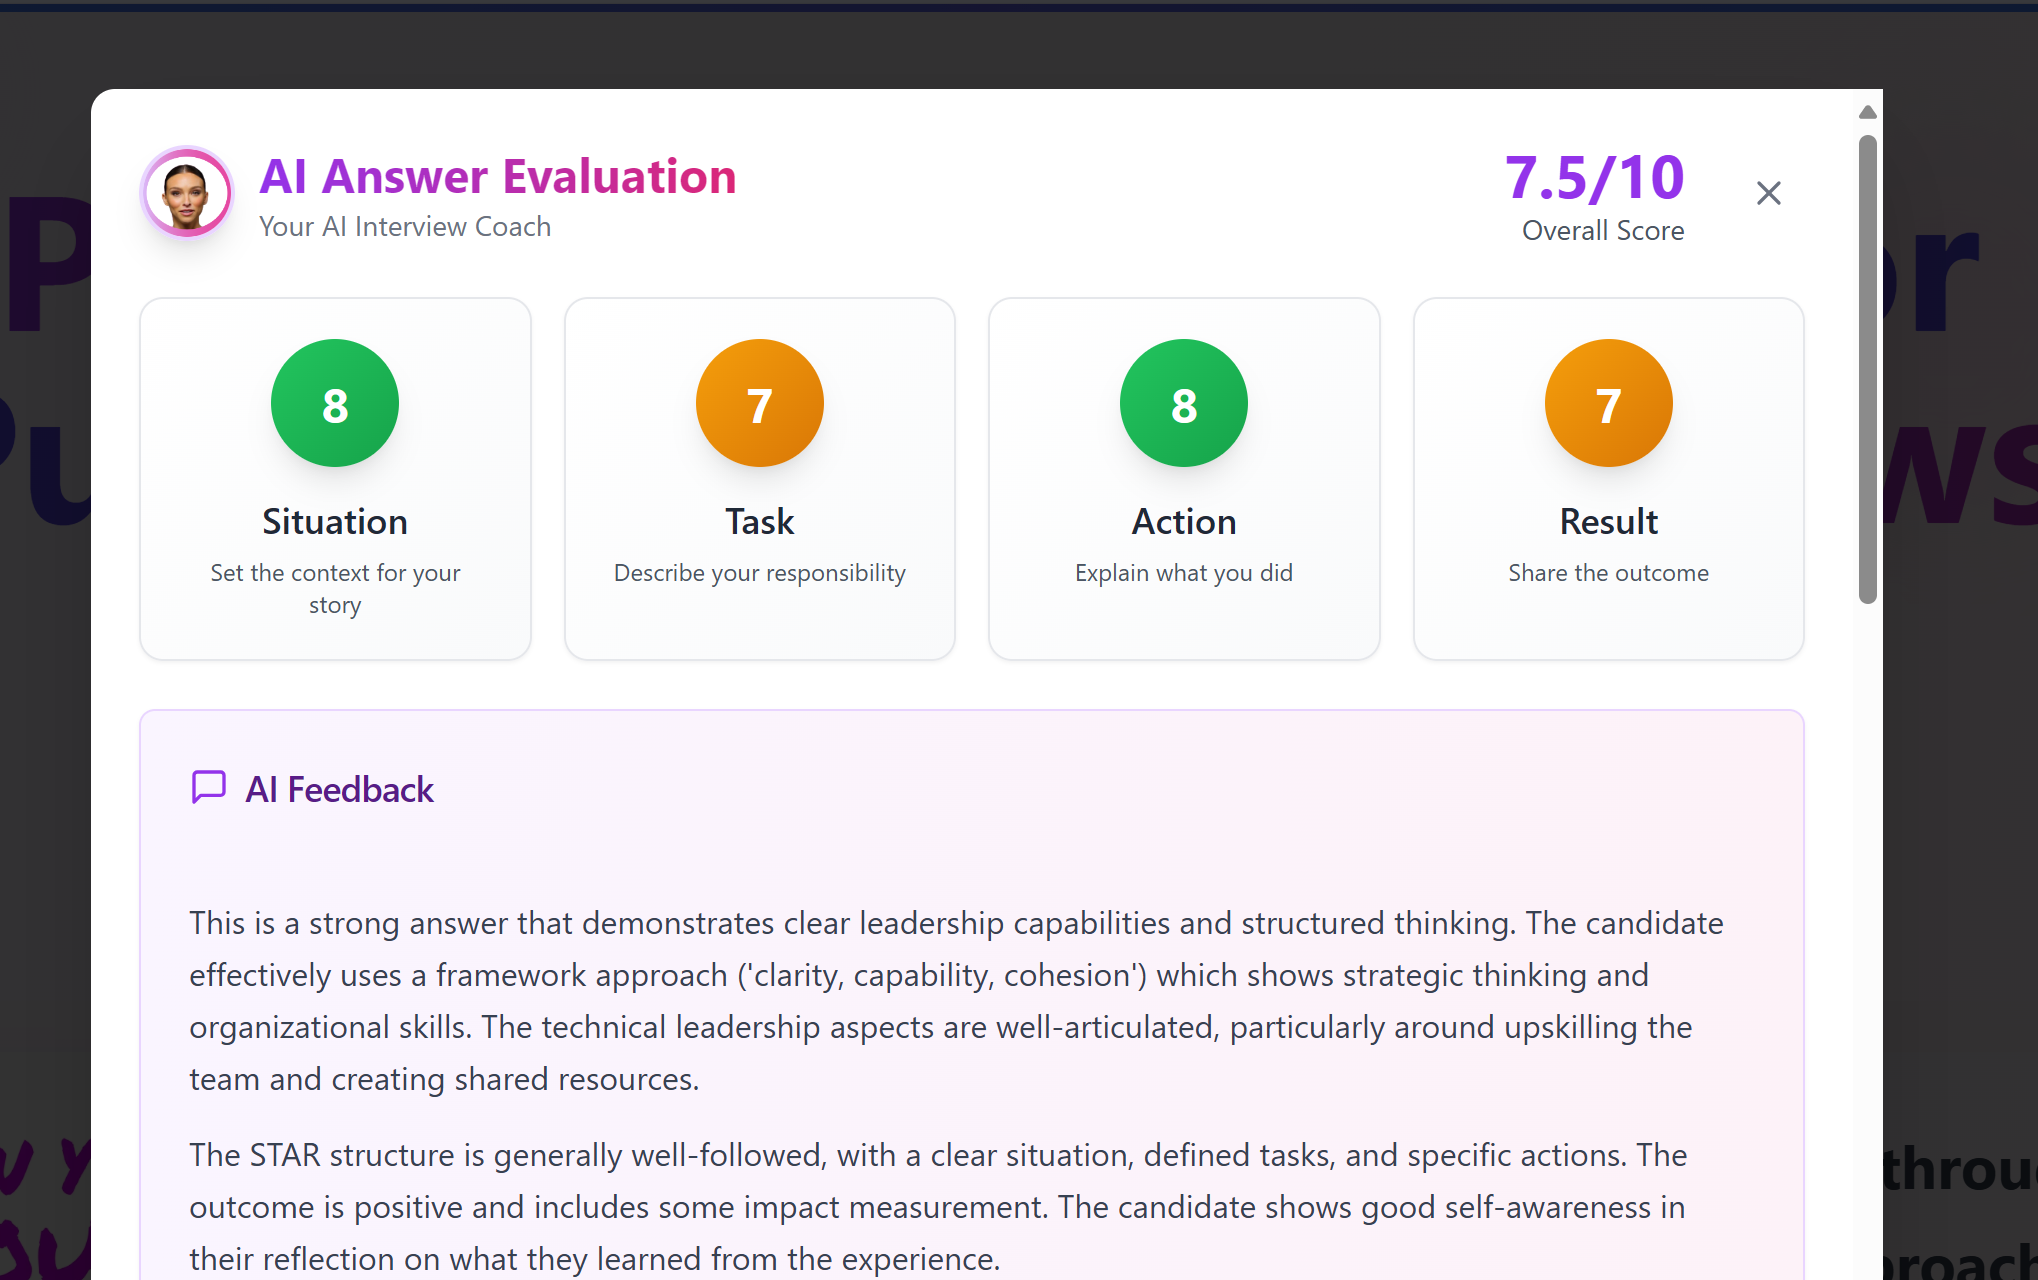 AI Answer Evaluation
Your AI Interview Coach
7.5/10
Overall Score
8
Situation
Set the context for your
story
7
Task
Describe your responsibility
8
Action
Explain what you did
7
Result
Share the outcome
AI Feedback
This is a strong answer that demonstrates clear leadership capabilities and structured thinking. The candidate
effectively uses a framework approach ('clarity, capability, cohesion') which shows strategic thinking and
organizational skills. The technical leadership aspects are well-articulated, particularly around upskilling the
team and creating shared resources.
The STAR structure is generally well-followed, with a clear situation, defined tasks, and specific actions. The
outcome is positive and includes some impact measurement. The candidate shows good self-awareness in
their reflection on what they learned from the experience.